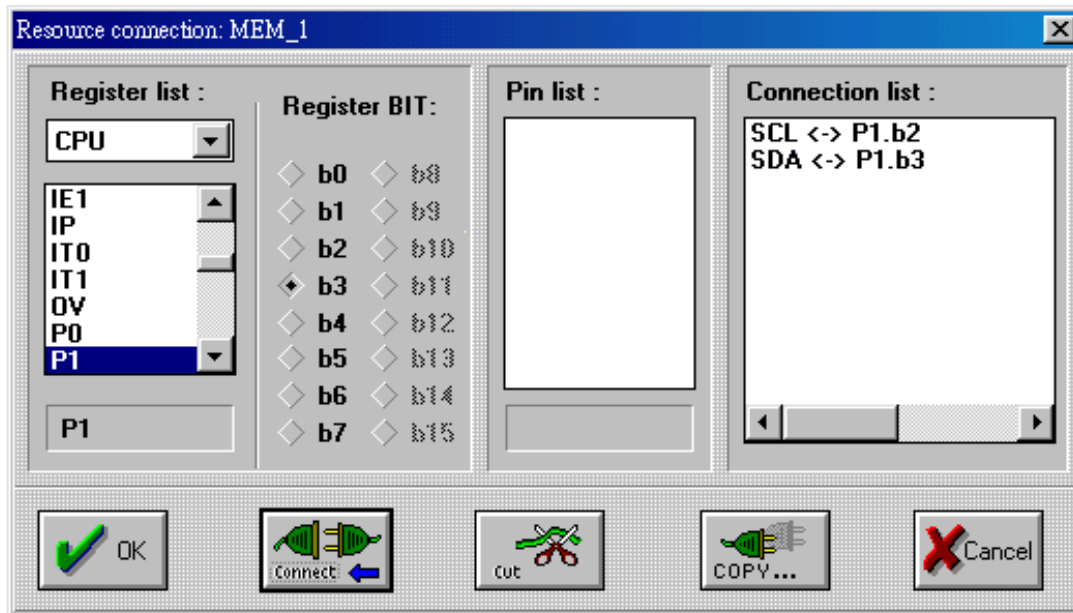 Resource connection: MEM_1
Register list :
CPU
IE1
IP
IT0
IT1
OV
P0
P1
P1
Register BIT:
b0 b8
b1 b9
b2 b10
b3 b11
b4 b12
b5 b13
b6 b14
b7 b15
Pin list :
Connection list :
SCL <-> P1.b2
SDA <-> P1.b3
OK
Connect
Cut
COPY...
Cancel